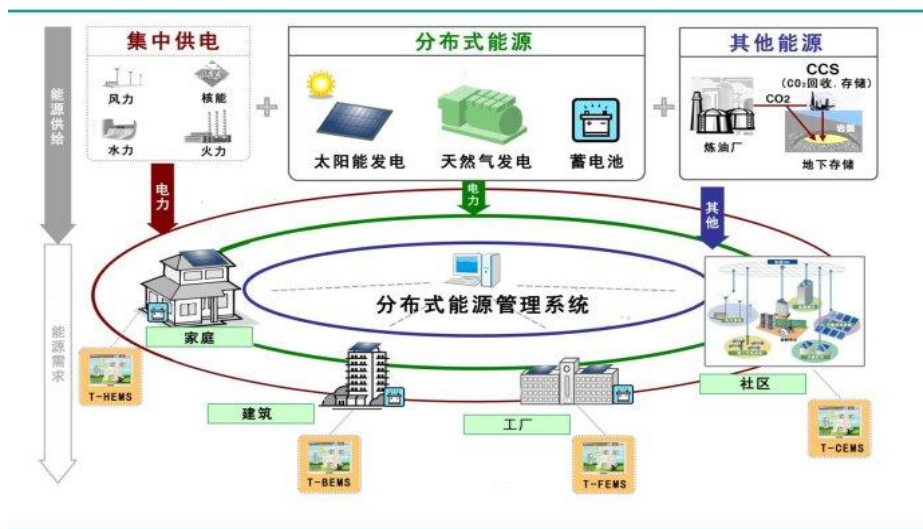 集中供电
风力
核能
水力
火力
分布式能源
太阳能发电
天然气发电
蓄电池
其他能源
CCS
(CO₂回收.存储)
CO2
岩盤
炼油厂
地下存储
能源供给
电力
电力
其他
分布式能源管理系统
家庭
建筑
工厂
社区
能源需求
T-HEMS
T-BEMS
T-FEMS
T-CEMS